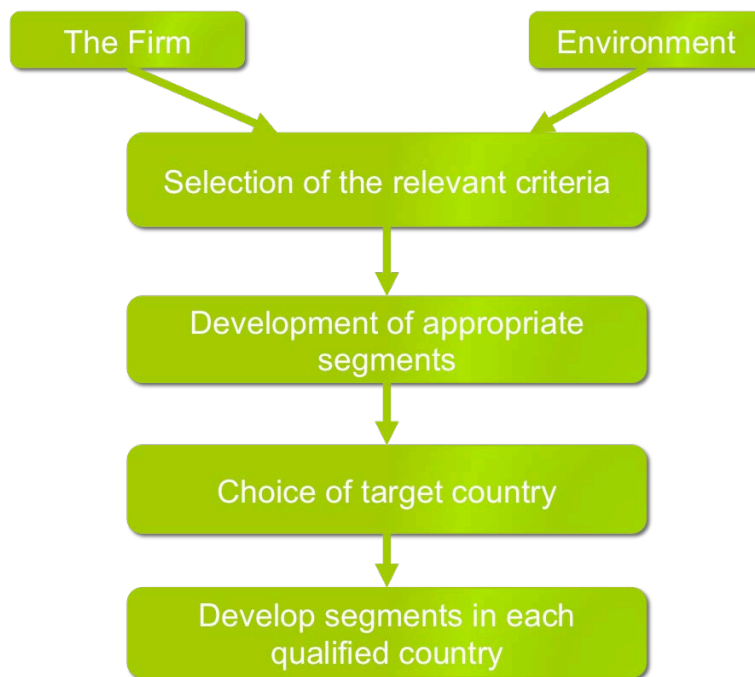 The Firm
Environment
Selection of the relevant criteria
Development of appropriate
segments
Choice of target country
Develop segments in each
qualified country